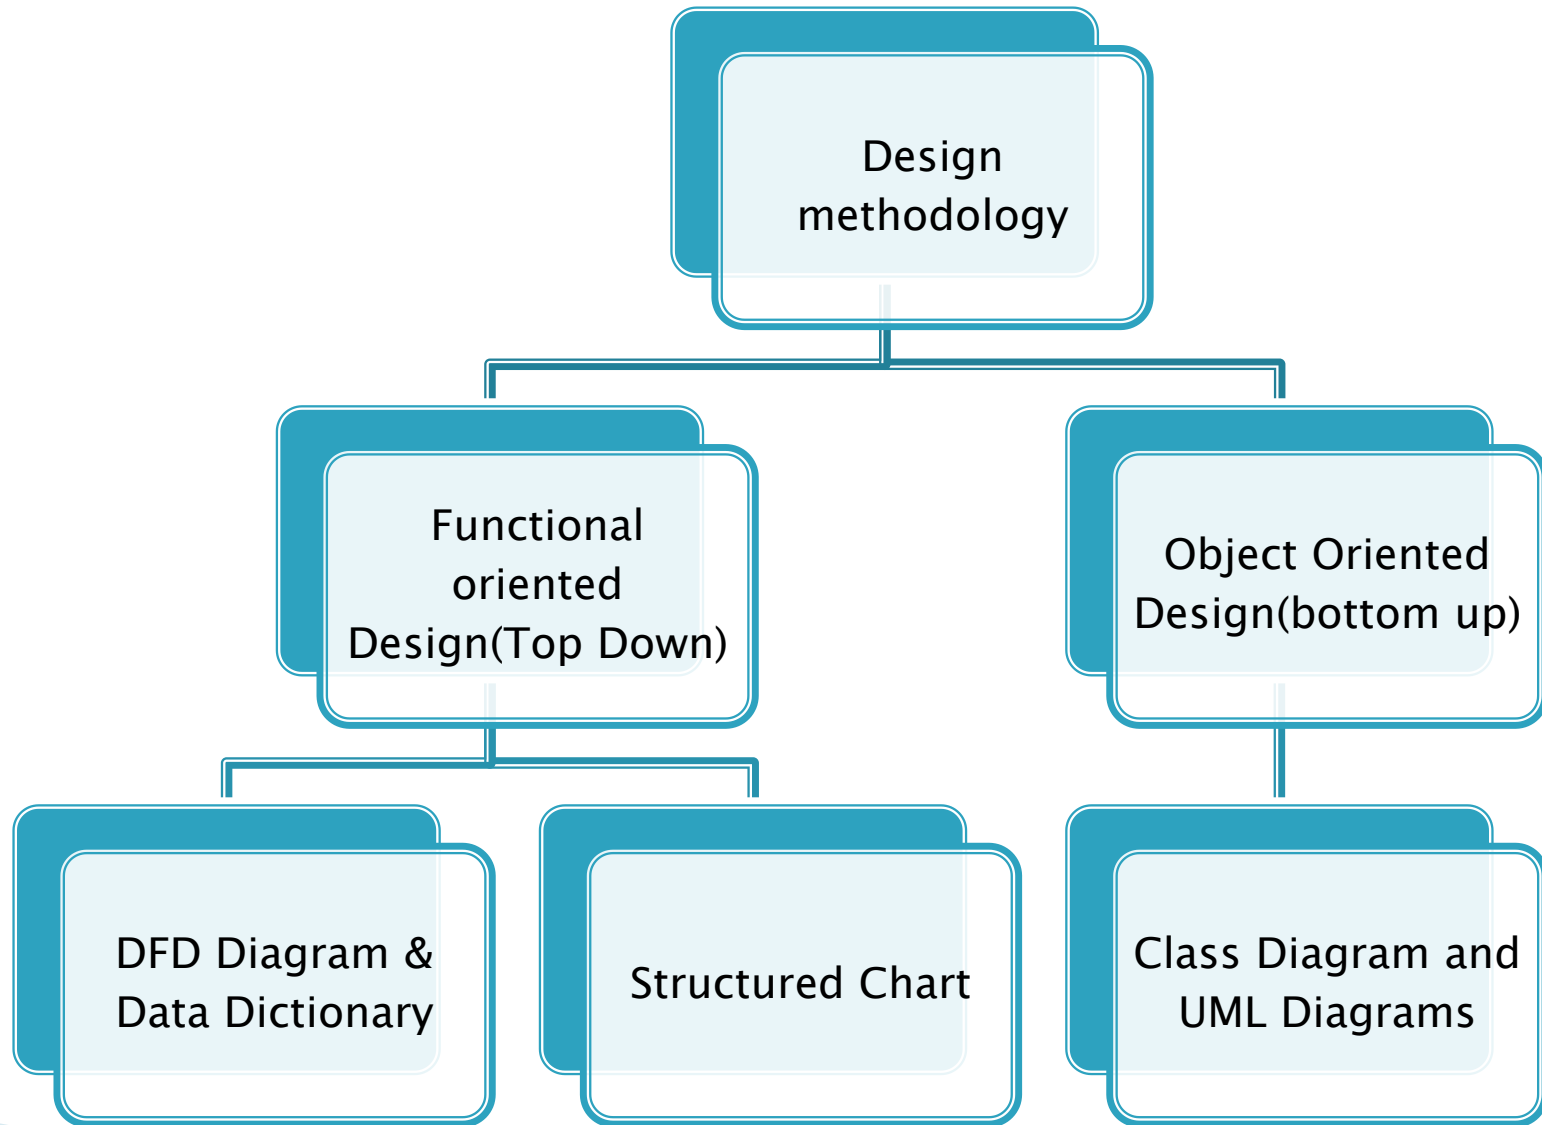 Design
methodology
Functional
oriented
Design(Top Down)
Object Oriented
Design(bottom up)
DFD Diagram &
Data Dictionary
Structured Chart
Class Diagram and
UML Diagrams